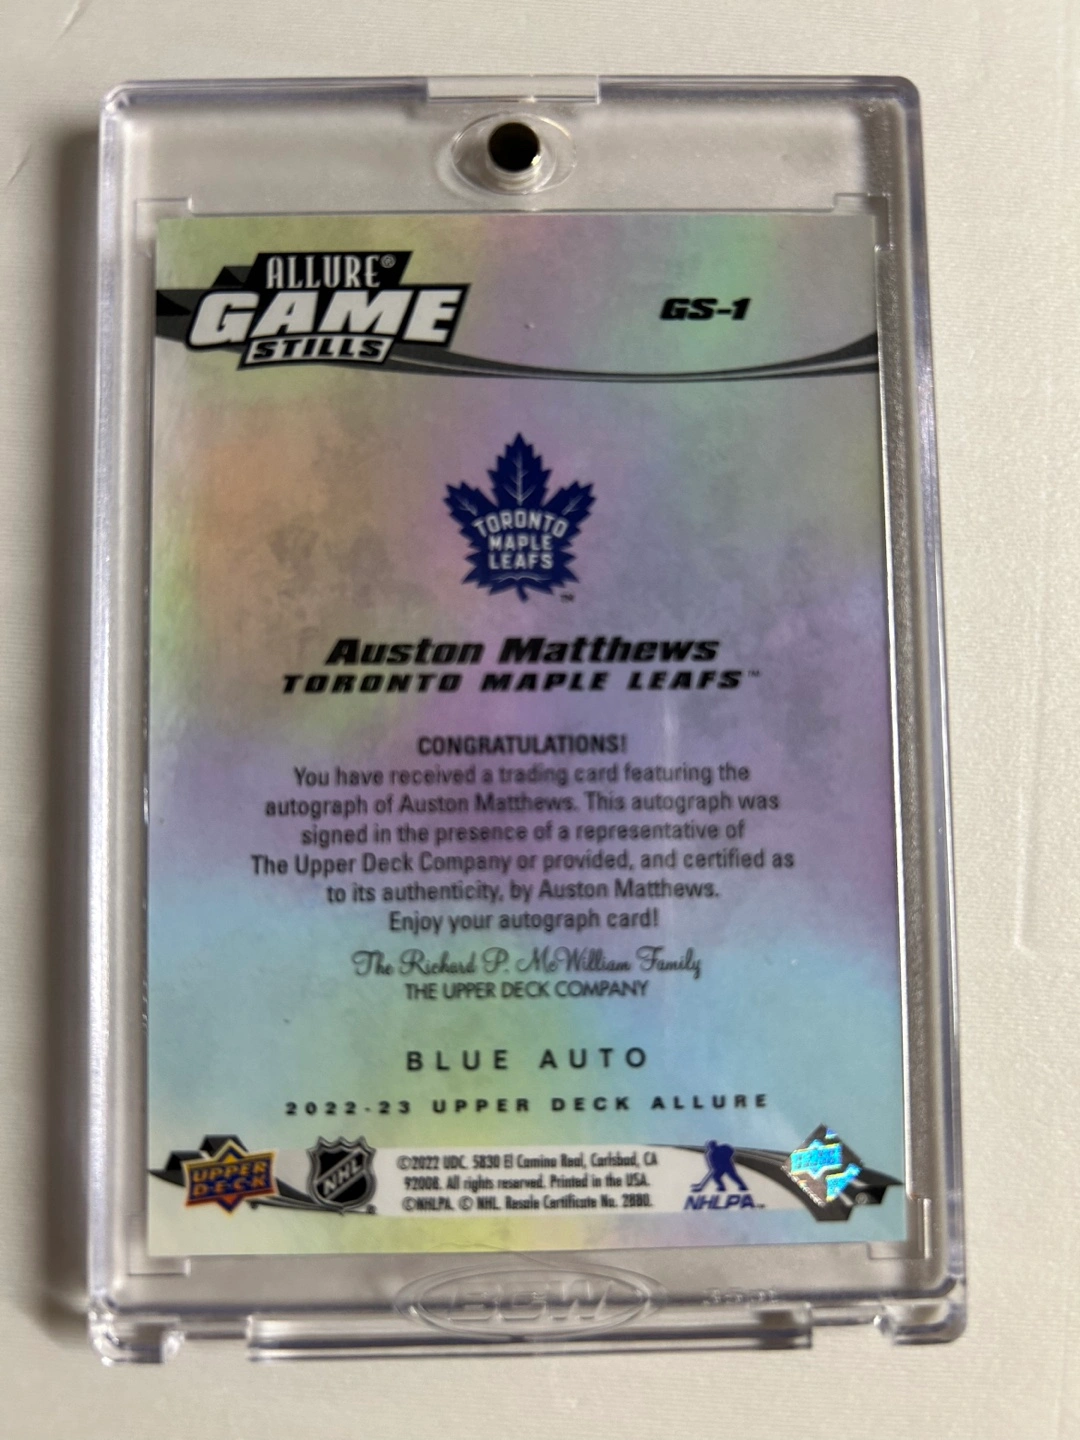 ALLURE®
GAME
STILLS
GS-1
TORONTO
MAPLE
LEAFS
™
Auston Matthews
TORONTO MAPLE LEAFS™
CONGRATULATIONS!
You have received a trading card featuring the
autograph of Auston Matthews. This autograph was
signed in the presence of a representative of
The Upper Deck Company or provided, and certified as
to its authenticity, by Auston Matthews.
Enjoy your autograph card!
The Richard P. McWilliam Family
THE UPPER DECK COMPANY
BLUE AUTO
2022-23 UPPER DECK ALLURE
UPPER
DECK
NHL
®
©2022 UDC. 5830 El Camino Real, Carlsbad, CA
92008. All rights reserved. Printed in the USA.
©NHLPA. © NHL. Resale Certificate No. 2880.
NHLPA™
®
BCW